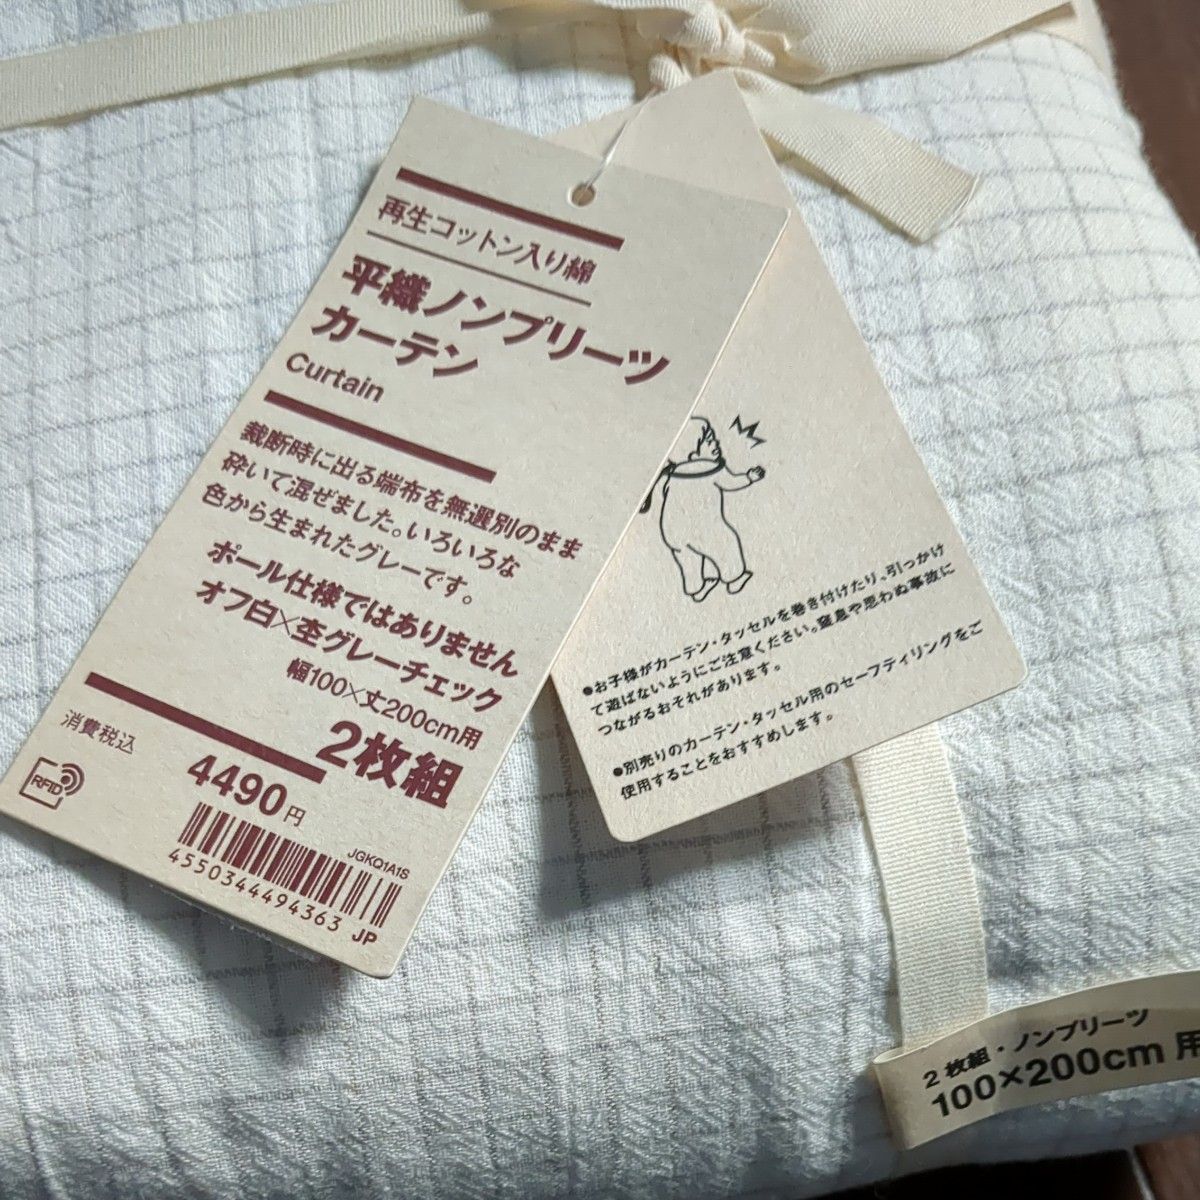 再生コットン入り綿
平織ノンプリーツ
カーテン
Curtain
裁断時に出る端布を無選別のまま
砕いて混ぜました。いろいろな
色から生まれたグレーです。
ポール仕様ではありません
オフ白×杢グレーチェック
幅100×丈200cm用
2枚組
消費税込
4490円
RFID
JGKQ1A1S
4550344494363 JP
●お子様がカーテン・タッセルを巻き付けたり、引っかけ
て遊ばないようにご注意ください。窒息や思わぬ事故に
つながるおそれがあります。
●別売りのカーテン・タッセル用のセーフティリングをご
使用することをおすすめします。
2枚組・ノンプリーツ
100×200cm用